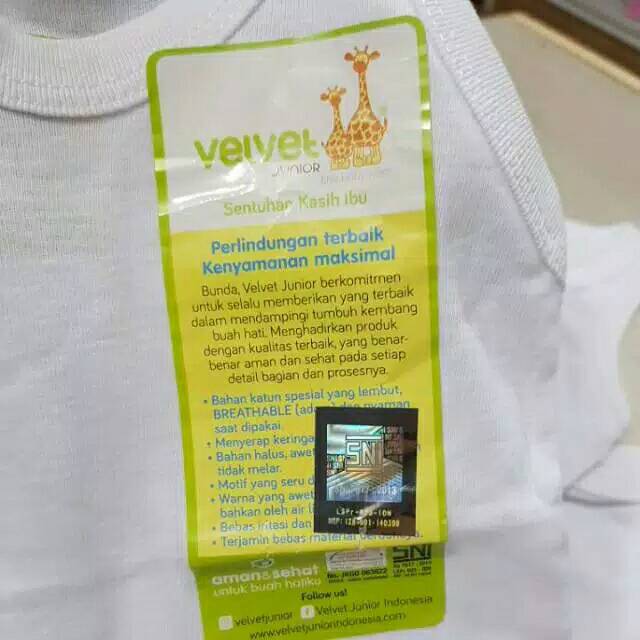 velvet
JUNIOR
Sentuhan Kasih Ibu
Perlindungan terbaik
Kenyamanan maksimal
Bunda, Velvet Junior berkomitmen
untuk selalu memberikan yang terbaik
dalam mendampingi tumbuh kembang
buah hati. Menghadirkan produk
dengan kualitas terbaik, yang benar-
benar aman dan sehat pada setiap
detail bagian dan prosesnya.
• Bahan katun spesial yang lembut,
BREATHABLE dan nyaman
saat dipakai.
• Menyerap
• Bahan halus,
tidak melar.
• Motif yang seru
• Warna yang
bahkan oleh air
• Bebas iritasi dan
• Terjamin bebas material
SNI
aman&sehat
untuk buah hatiku
SNI
Follow us!
velvetjunior
Velvet Junior Indonesia
www.velvetjuniorindonesia.com